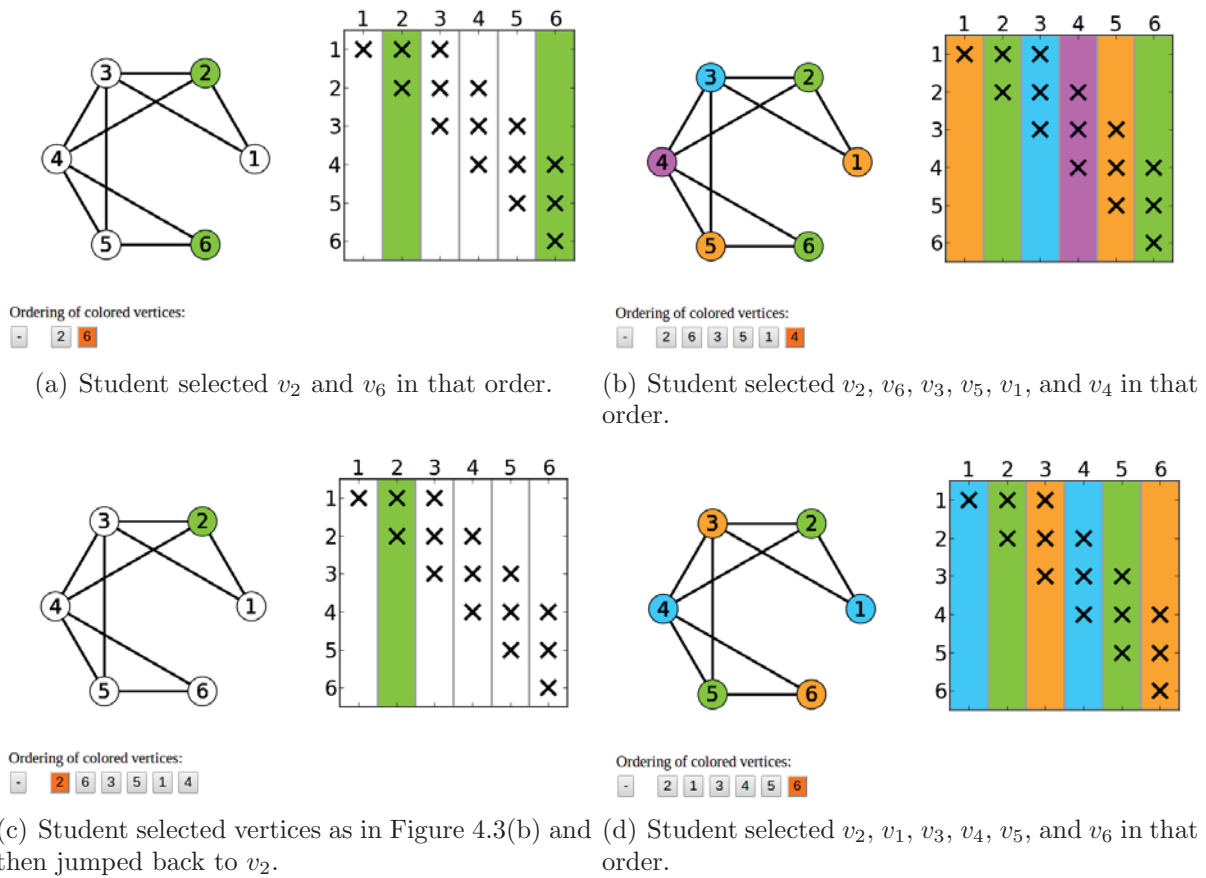 1 2 3 4 5 6
1
2
3
4
5
6
3 2
4 1
5 6
Ordering of colored vertices:
- 2 6
(a) Student selected v2 and v6 in that order.
1 2 3 4 5 6
1
2
3
4
5
6
3 2
4 1
5 6
Ordering of colored vertices:
- 2 6 3 5 1 4
(b) Student selected v2, v6, v3, v5, v1, and v4 in that
order.
1 2 3 4 5 6
1
2
3
4
5
6
3 2
4 1
5 6
Ordering of colored vertices:
- 2 6 3 5 1 4
(c) Student selected vertices as in Figure 4.3(b) and
then jumped back to v2.
1 2 3 4 5 6
1
2
3
4
5
6
3 2
4 1
5 6
Ordering of colored vertices:
- 2 1 3 4 5 6
(d) Student selected v2, v1, v3, v4, v5, and v6 in that
order.